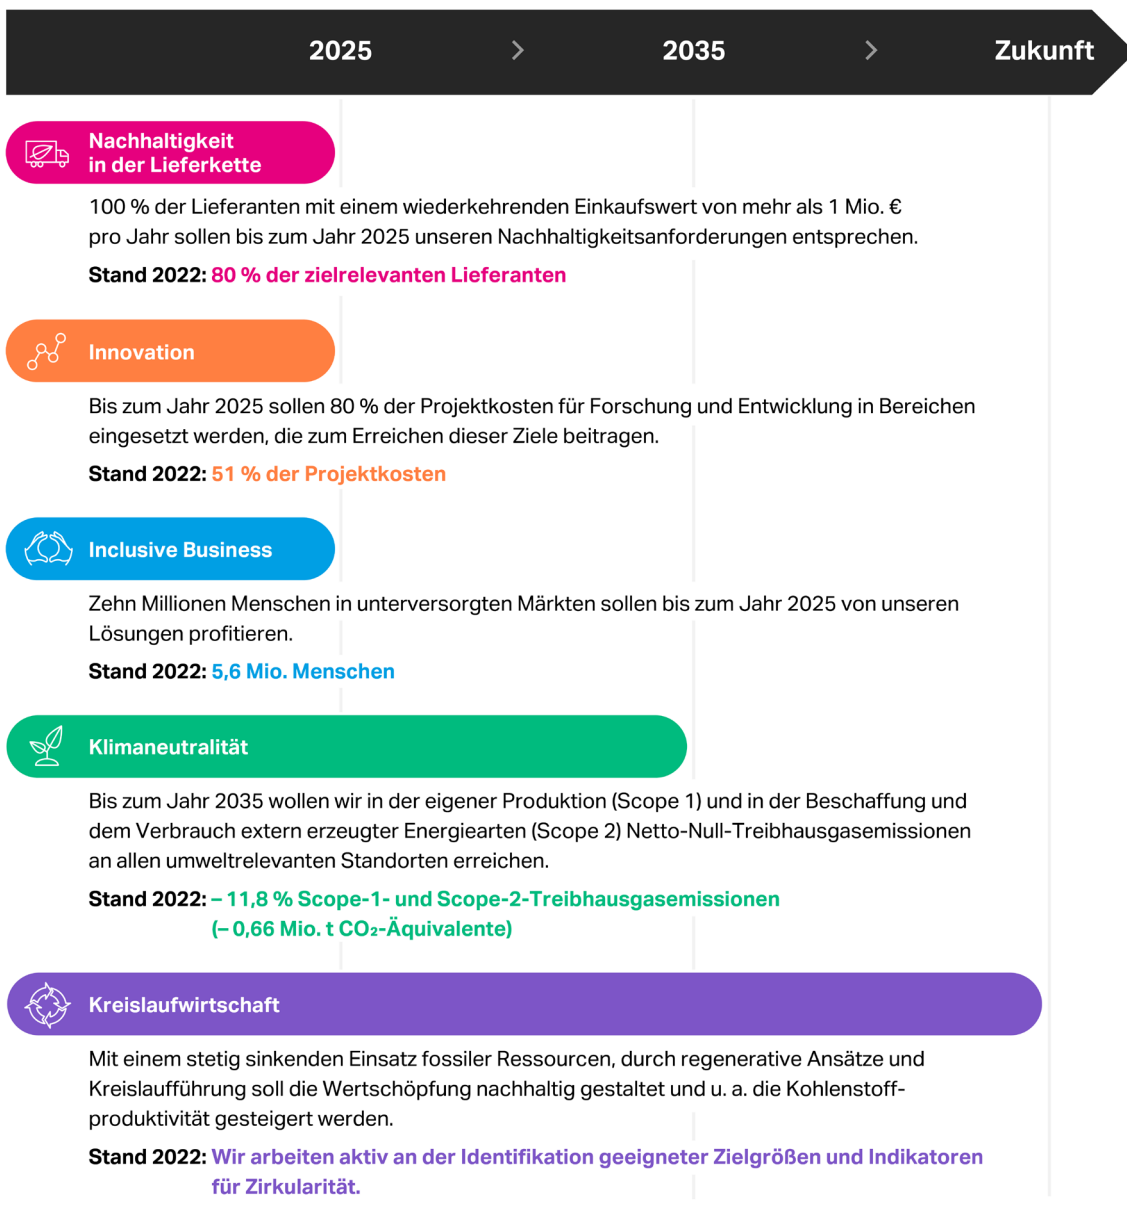 2025 > 2035 > Zukunft
Nachhaltigkeit
in der Lieferkette
100 % der Lieferanten mit einem wiederkehrenden Einkaufswert von mehr als 1 Mio. €
pro Jahr sollen bis zum Jahr 2025 unseren Nachhaltigkeitsanforderungen entsprechen.
Stand 2022: 80 % der zielrelevanten Lieferanten
Innovation
Bis zum Jahr 2025 sollen 80 % der Projektkosten für Forschung und Entwicklung in Bereichen
eingesetzt werden, die zum Erreichen dieser Ziele beitragen.
Stand 2022: 51 % der Projektkosten
Inclusive Business
Zehn Millionen Menschen in unterversorgten Märkten sollen bis zum Jahr 2025 von unseren
Lösungen profitieren.
Stand 2022: 5,6 Mio. Menschen
Klimaneutralität
Bis zum Jahr 2035 wollen wir in der eigener Produktion (Scope 1) und in der Beschaffung und
dem Verbrauch extern erzeugter Energiearten (Scope 2) Netto-Null-Treibhausgasemissionen
an allen umweltrelevanten Standorten erreichen.
Stand 2022: – 11,8 % Scope-1- und Scope-2-Treibhausgasemissionen
(– 0,66 Mio. t CO₂-Äquivalente)
Kreislaufwirtschaft
Mit einem stetig sinkenden Einsatz fossiler Ressourcen, durch regenerative Ansätze und
Kreislaufführung soll die Wertschöpfung nachhaltig gestaltet und u. a. die Kohlenstoff-
produktivität gesteigert werden.
Stand 2022: Wir arbeiten aktiv an der Identifikation geeigneter Zielgrößen und Indikatoren
für Zirkularität.